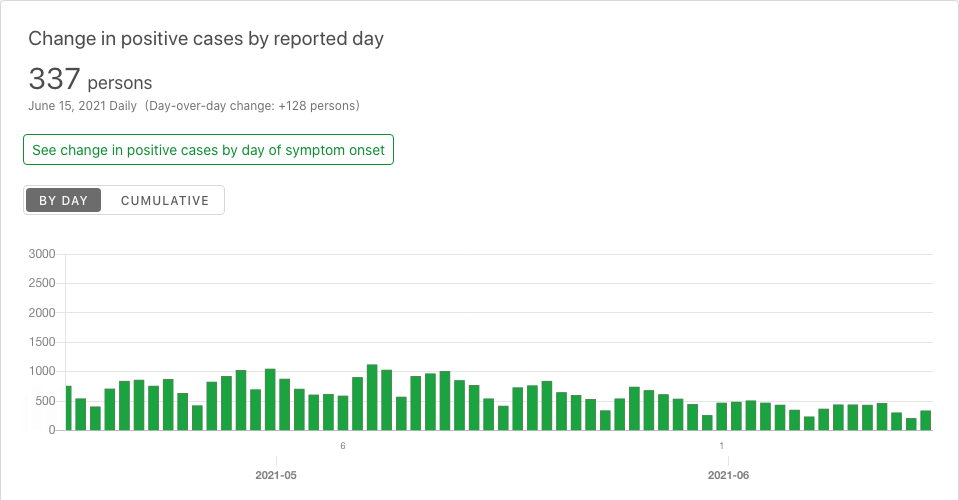 Change in positive cases by reported day
337 persons
June 15, 2021 Daily (Day-over-day change: +128 persons)
See change in positive cases by day of symptom onset
BY DAY CUMULATIVE
3000
2500
2000
1500
1000
500
0
6 1
2021-05 2021-06